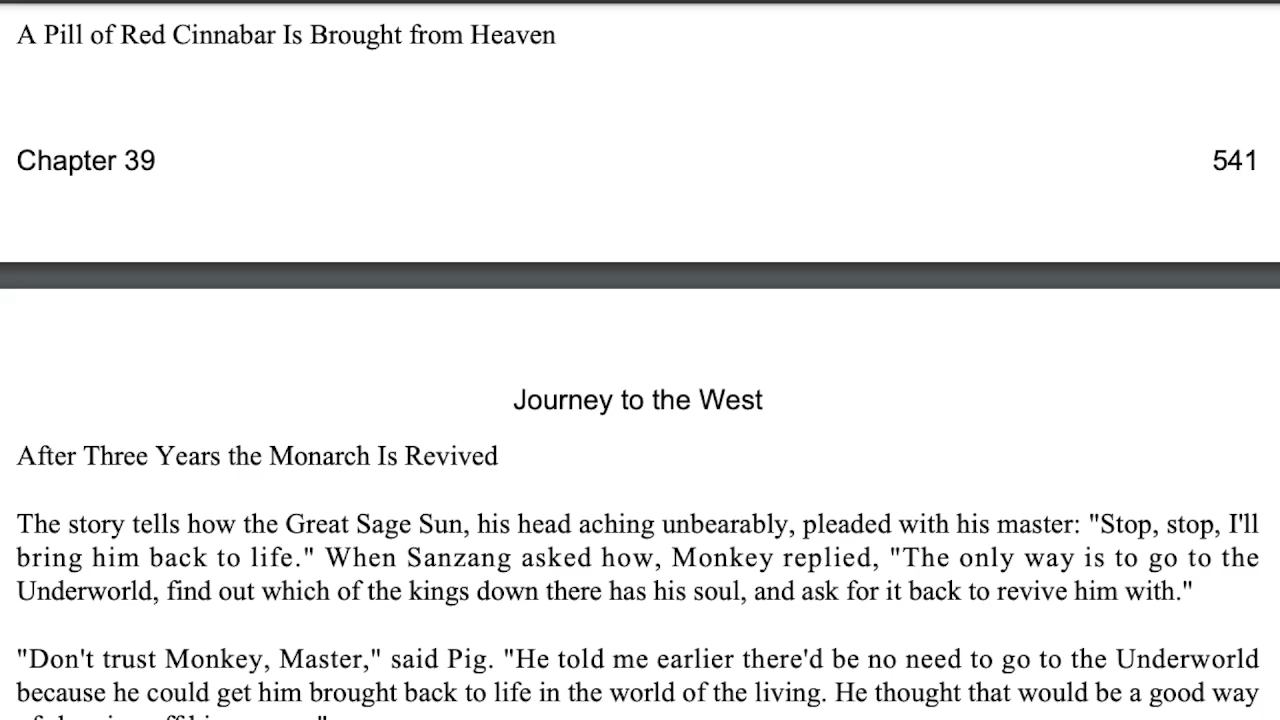 A Pill of Red Cinnabar Is Brought from Heaven
Chapter 39
541
Journey to the West
After Three Years the Monarch Is Revived
The story tells how the Great Sage Sun, his head aching unbearably, pleaded with his master: "Stop, stop, I'll
bring him back to life." When Sanzang asked how, Monkey replied, "The only way is to go to the
Underworld, find out which of the kings down there has his soul, and ask for it back to revive him with."
"Don't trust Monkey, Master," said Pig. "He told me earlier there'd be no need to go to the Underworld
because he could get him brought back to life in the world of the living. He thought that would be a good way